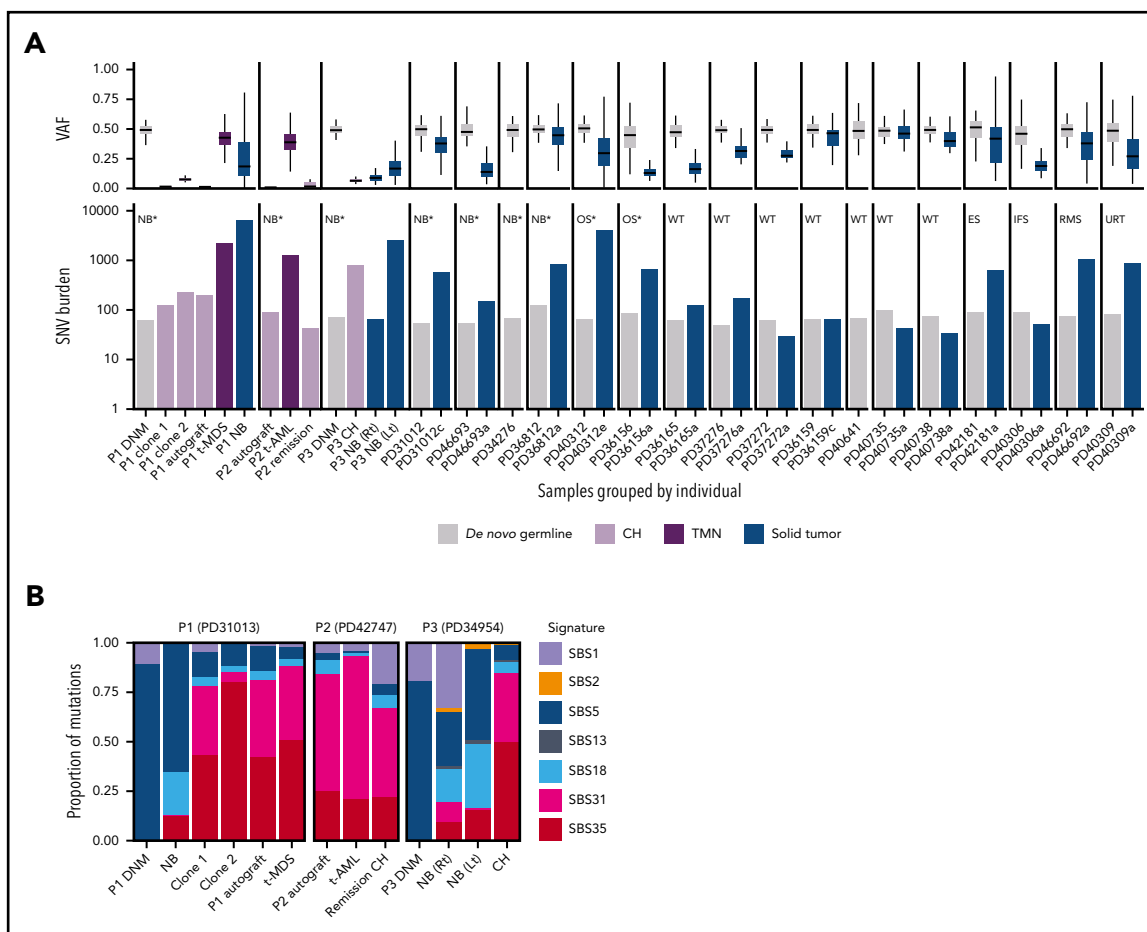 A
VAF
1.00
0.75
0.50
0.25
0.00
SNV burden
10000
1000
100
10
1
NB* NB* NB* NB* NB* NB* NB* OS* OS* WT WT WT WT WT WT WT ES IFS RMS URT
P1 DNM
P1 clone 1
P1 clone 2
P1 autograft
P1 t-MDS
P1 NB
P2 autograft
P2 t-AML
P2 remission
P3 DNM
P3 CH
P3 NB (Rt)
P3 NB (Lt)
PD31012
PD31012c
PD46693
PD46693a
PD34276
PD36812
PD36812a
PD40312
PD40312e
PD36156
PD36156a
PD36165
PD36165a
PD37276
PD37276a
PD37272
PD37272a
PD36159
PD36159c
PD40641
PD40735
PD40735a
PD40738
PD40738a
PD42181
PD42181a
PD40306
PD40306a
PD46692
PD46692a
PD40309
PD40309a
Samples grouped by individual
De novo germline CH TMN Solid tumor
B
P1 (PD31013) P2 (PD42747) P3 (PD34954) Signature
Proportion of mutations
1.00
0.75
0.50
0.25
0.00
P1 DNM
NB
Clone 1
Clone 2
P1 autograft
t-MDS
P2 autograft
t-AML
Remission CH
P3 DNM
NB (Rt)
NB (Lt)
CH
SBS1
SBS2
SBS5
SBS13
SBS18
SBS31
SBS35